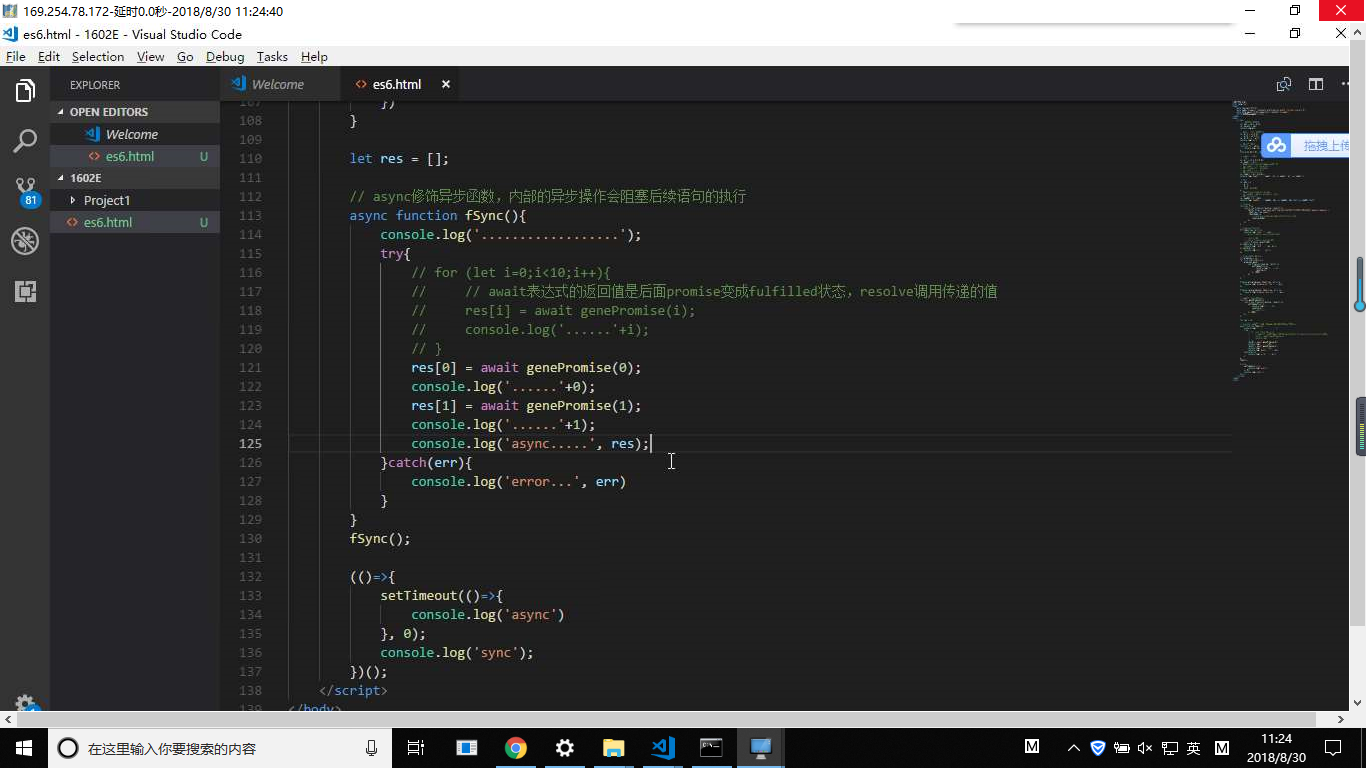 169.254.78.172-延时0.0秒-2018/8/30 11:24:40
es6.html - 1602E - Visual Studio Code
File Edit Selection View Go Debug Tasks Help
EXPLORER
OPEN EDITORS
Welcome
es6.html U
1602E
Project1
es6.html U
81
Welcome
es6.html
拖拽上传
107 })
108 }
109
110 let res = [];
111
112 // async修饰异步函数，内部的异步操作会阻塞后续语句的执行
113 async function fSync(){
114 console.log('..................');
115 try{
116 // for (let i=0;i<10;i++){
117 // // await表达式的返回值是后面promise变成fulfilled状态，resolve调用传递的值
118 // res[i] = await genePromise(i);
119 // console.log('......'+i);
120 // }
121 res[0] = await genePromise(0);
122 console.log('......'+0);
123 res[1] = await genePromise(1);
124 console.log('......'+1);
125 console.log('async.....', res);
126 }catch(err){
127 console.log('error...', err)
128 }
129 }
130 fSync();
131
132 (()=>{
133 setTimeout(()=>{
134 console.log('async')
135 }, 0);
136 console.log('sync');
137 })();
138 </script>
139 </body>
在这里输入你要搜索的内容
M
英
M
11:24
2018/8/30